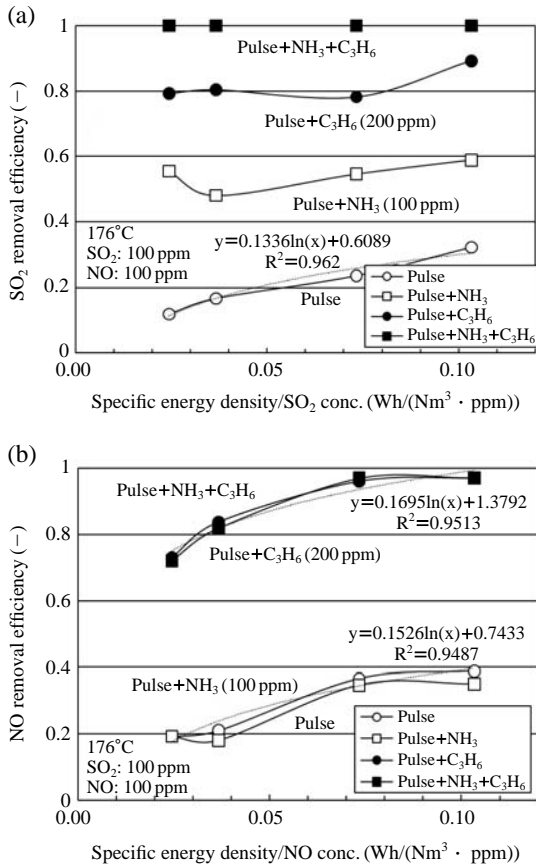 (a)
1
Pulse+NH₃+C₃H₆
0.8
Pulse+C₃H₆ (200 ppm)
0.6
Pulse+NH₃ (100 ppm)
0.4
176°C
SO₂: 100 ppm
NO: 100 ppm
y=0.1336ln(x)+0.6089
R²=0.962
0.2
Pulse
Pulse
Pulse+NH₃
Pulse+C₃H₆
Pulse+NH₃+C₃H₆
0
SO₂ removal efficiency (−)
0.00 0.05 0.10
Specific energy density/SO₂ conc. (Wh/(Nm³ · ppm))
(b)
1
Pulse+NH₃+C₃H₆
y=0.1695ln(x)+1.3792
R²=0.9513
0.8
Pulse+C₃H₆ (200 ppm)
0.6
y=0.1526ln(x)+0.7433
R²=0.9487
0.4
Pulse+NH₃ (100 ppm)
Pulse
0.2
176°C
SO₂: 100 ppm
NO: 100 ppm
Pulse
Pulse+NH₃
Pulse+C₃H₆
Pulse+NH₃+C₃H₆
0
NO removal efficiency (−)
0.00 0.05 0.10
Specific energy density/NO conc. (Wh/(Nm³ · ppm))